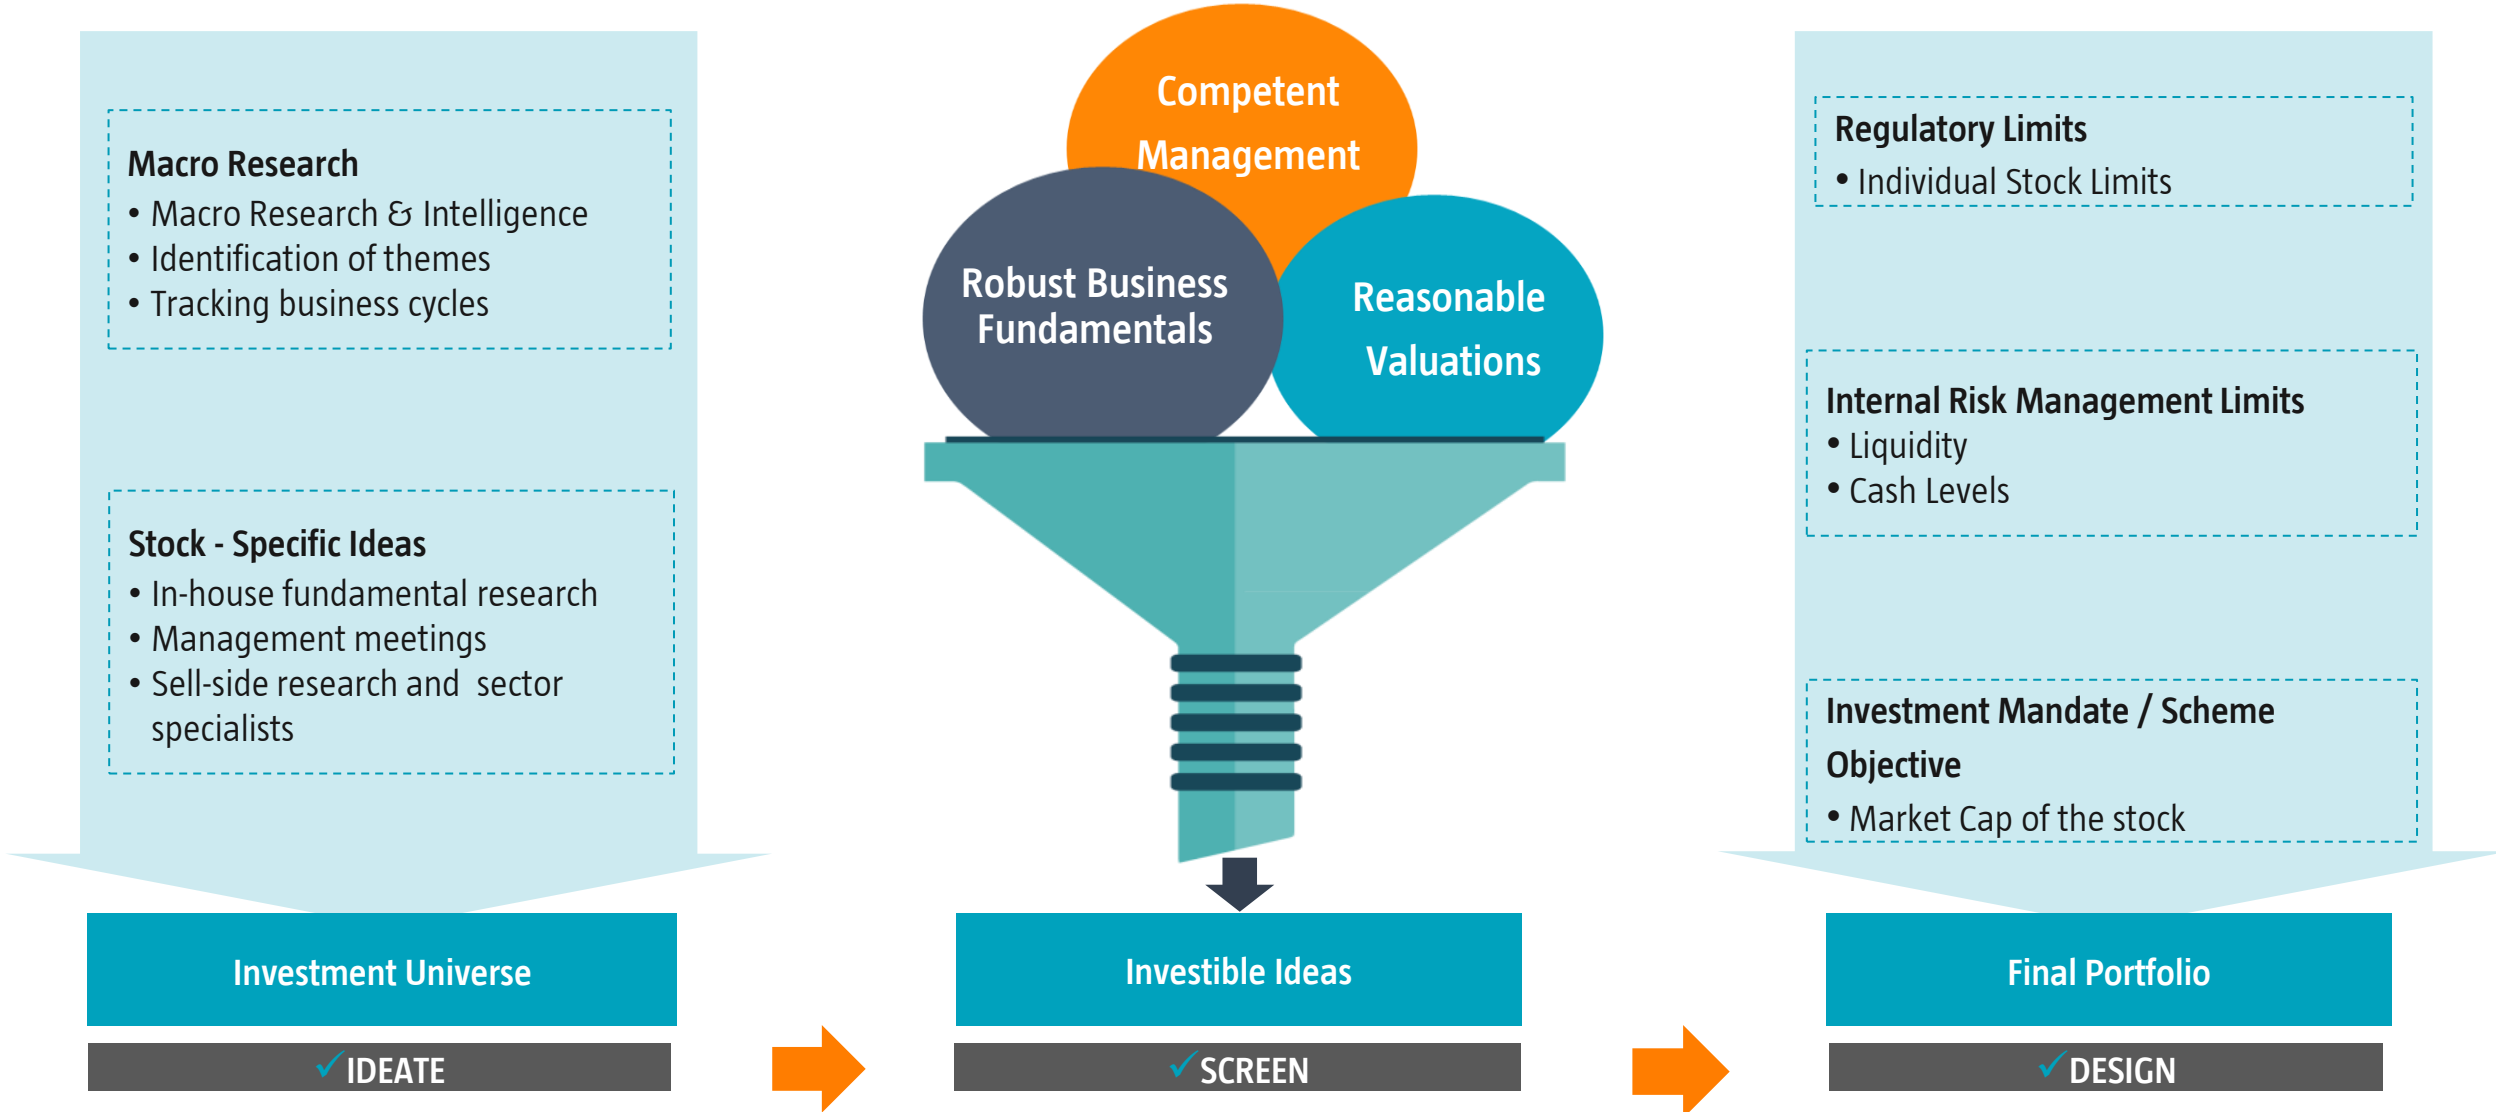 Macro Research
• Macro Research & Intelligence
• Identification of themes
• Tracking business cycles
Stock - Specific Ideas
• In-house fundamental research
• Management meetings
• Sell-side research and sector
specialists
Investment Universe
✓IDEATE
Competent
Management
Robust Business
Fundamentals
Reasonable
Valuations
Investible Ideas
✓SCREEN
Regulatory Limits
• Individual Stock Limits
Internal Risk Management Limits
• Liquidity
• Cash Levels
Investment Mandate / Scheme
Objective
• Market Cap of the stock
Final Portfolio
✓DESIGN